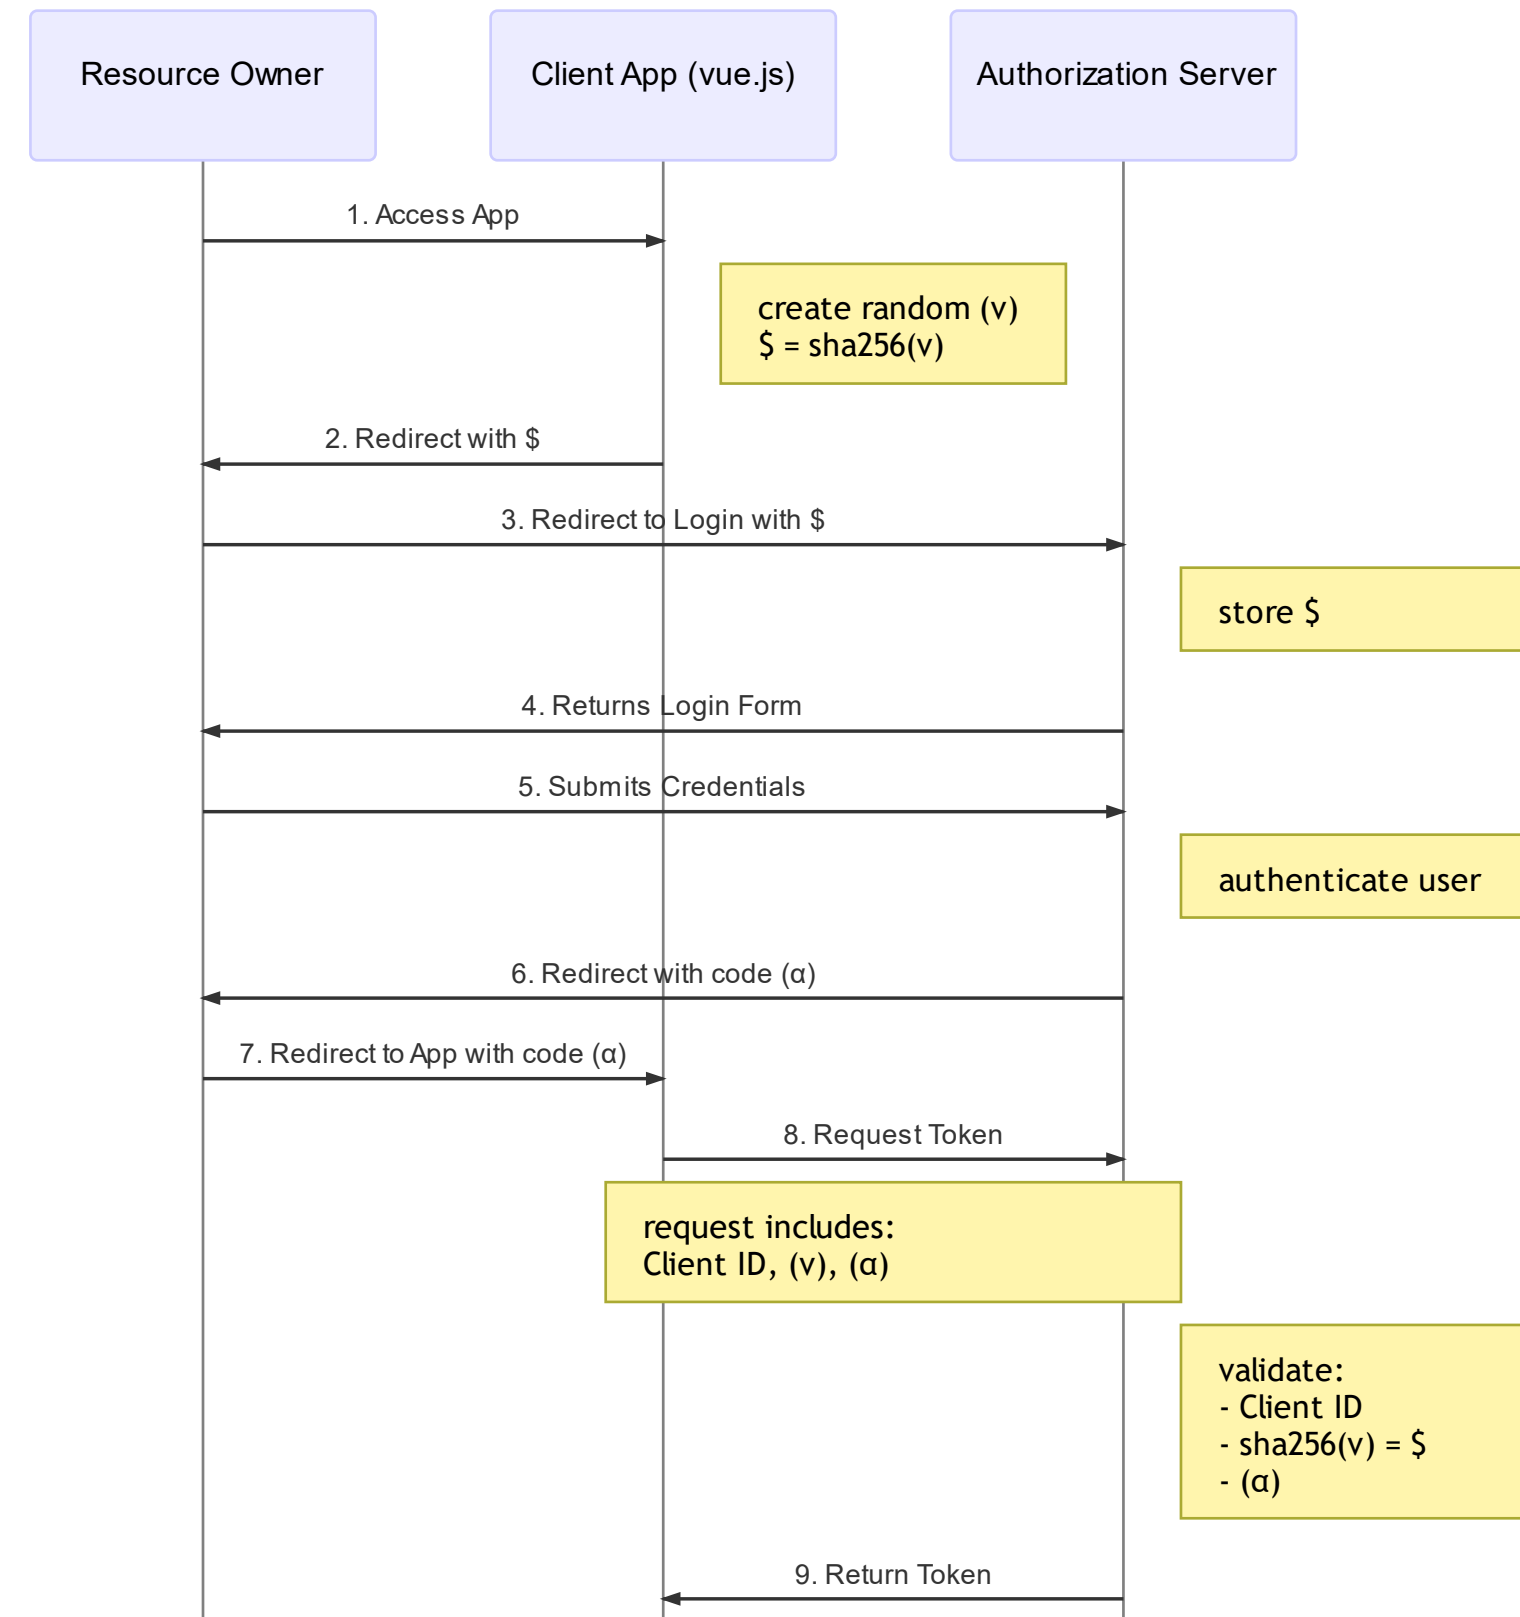 Resource Owner
Client App (vue.js)
Authorization Server
1. Access App
create random (v)
$ = sha256(v)
2. Redirect with $
3. Redirect to Login with $
store $
4. Returns Login Form
5. Submits Credentials
authenticate user
6. Redirect with code (α)
7. Redirect to App with code (α)
8. Request Token
request includes:
Client ID, (v), (α)
validate:
- Client ID
- sha256(v) = $
- (α)
9. Return Token